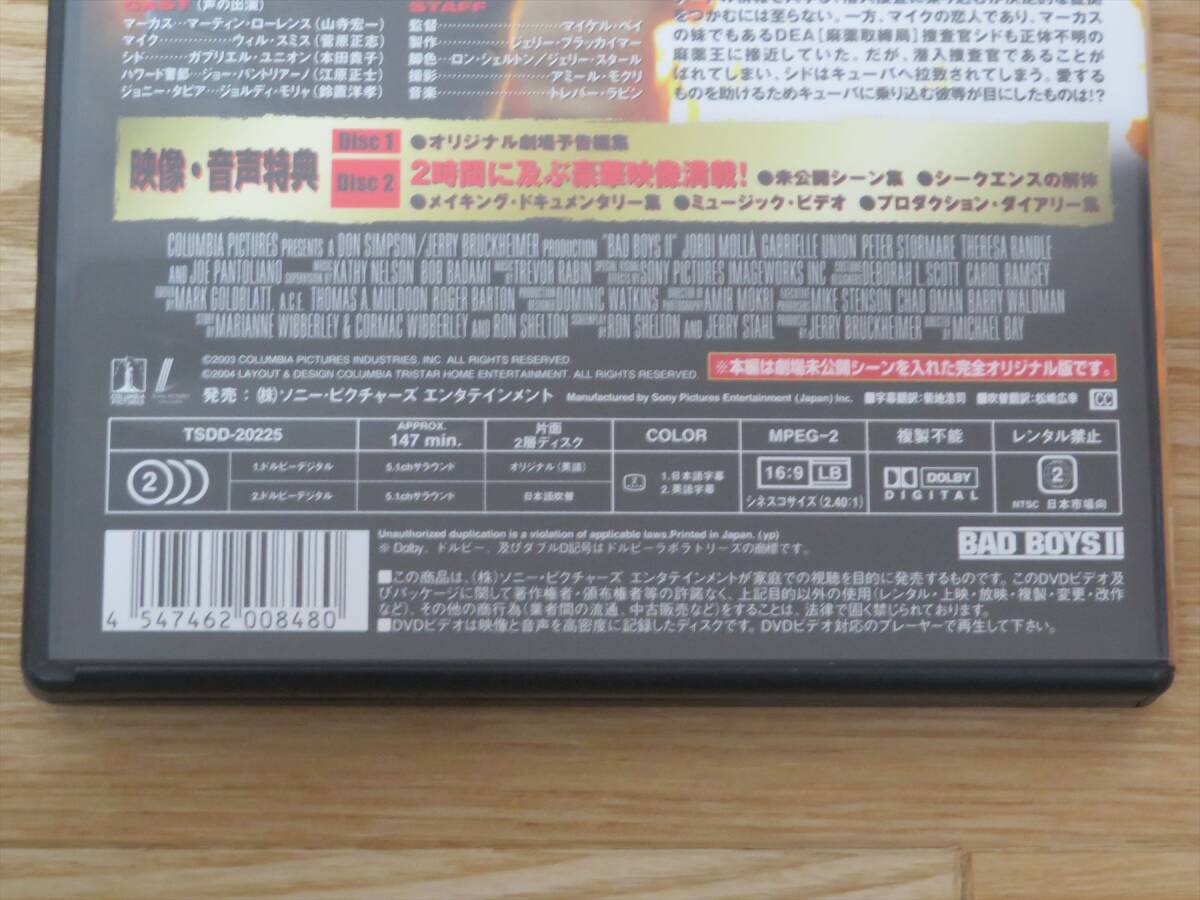 CAST (声の出演)
マーカス…マーティン・ローレンス(山寺宏一)
マイク…………ウィル・スミス(菅原正志)
シド……ガブリエル・ユニオン(本田貴子)
ハワード警部…ジョー・パントリアーノ(江原正士)
ジョニー・タピア…ジョルディ・モリャ(鈴置洋孝)
STAFF
監督……………………マイケル・ベイ
製作……………ジェリー・ブラッカイマー
脚色…ロン・シェルトン/ジェリー・スタール
撮影…………………アミール・モクリ
音楽…………………トレバー・ラビン
をつかむには至らない。一方、マイクの恋人であり、マーカス
の妹でもあるDEA[麻薬取締局]捜査官シドも正体不明の
麻薬王に接近していた。だが、潜入捜査官であることが
ばれてしまい、シドはキューバへ拉致されてしまう。愛する
ものを助けるためキューバに乗り込む彼等が目にしたものは!?
映像・音声特典
Disc 1 ●オリジナル劇場予告編集
Disc 2 2時間に及ぶ豪華映像満載! ●未公開シーン集 ●シークエンスの解体
●メイキング・ドキュメンタリー集 ●ミュージック・ビデオ ●プロダクション・ダイアリー集
COLUMBIA PICTURES PRESENTS A DON SIMPSON/JERRY BRUCKHEIMER PRODUCTION "BAD BOYS II" JORDI MOLLÀ GABRIELLE UNION PETER STORMARE THERESA RANDLE
AND JOE PANTOLIANO KATHY NELSON BOB BADAMI TREVOR RABIN SONY PICTURES IMAGEWORKS INC. DEBORAH L. SCOTT CAROL RAMSEY
MARK GOLDBLATT A.C.E. THOMAS A. MULDOON ROGER BARTON DOMINIC WATKINS AMIR MOKRI MIKE STENSON CHAD OMAN BARRY WALDMAN
MARIANNE WIBBERLEY & CORMAC WIBBERLEY AND RON SHELTON RON SHELTON AND JERRY STAHL JERRY BRUCKHEIMER MICHAEL BAY
©2003 COLUMBIA PICTURES INDUSTRIES, INC. ALL RIGHTS RESERVED.
©2004 LAYOUT & DESIGN COLUMBIA TRISTAR HOME ENTERTAINMENT. ALL RIGHTS RESERVED.
※本編は劇場未公開シーンを入れた完全オリジナル版です。
COLUMBIA PICTURES
発売：(株)ソニー・ピクチャーズ エンタテインメント Manufactured by Sony Pictures Entertainment (Japan) Inc. ■字幕翻訳：菊地浩司 ■吹替翻訳：松崎広幸 CC
TSDD-20225 APPROX. 147 min. 片面2層ディスク COLOR MPEG-2 複製不能 レンタル禁止
2 1.ドルビーデジタル 5.1chサラウンド オリジナル(英語)
2.ドルビーデジタル 5.1chサラウンド 日本語吹替
1.日本語字幕
2.英語字幕
16:9 LB
シネスコサイズ(2.40:1)
DOLBY
DIGITAL
2
NTSC 日本市場向
Unauthorized duplication is a violation of applicable laws.Printed in Japan. (yp)
※ Dolby、ドルビー、及びダブルD記号はドルビーラボラトリーズの商標です。
BAD BOYS II
■この商品は、(株)ソニー・ピクチャーズ エンタテインメントが家庭での視聴を目的に発売するものです。このDVDビデオ及
びパッケージに関して著作権者・頒布権者等の許諾なく、上記目的以外の使用(レンタル・上映・放映・複製・変更・改作
など)、その他の商行為(業者間の流通、中古販売など)をすることは、法律で固く禁じられております。
■DVDビデオは映像と音声を高密度に記録したディスクです。DVDビデオ対応のプレーヤーで再生して下さい。
4 547462 008480